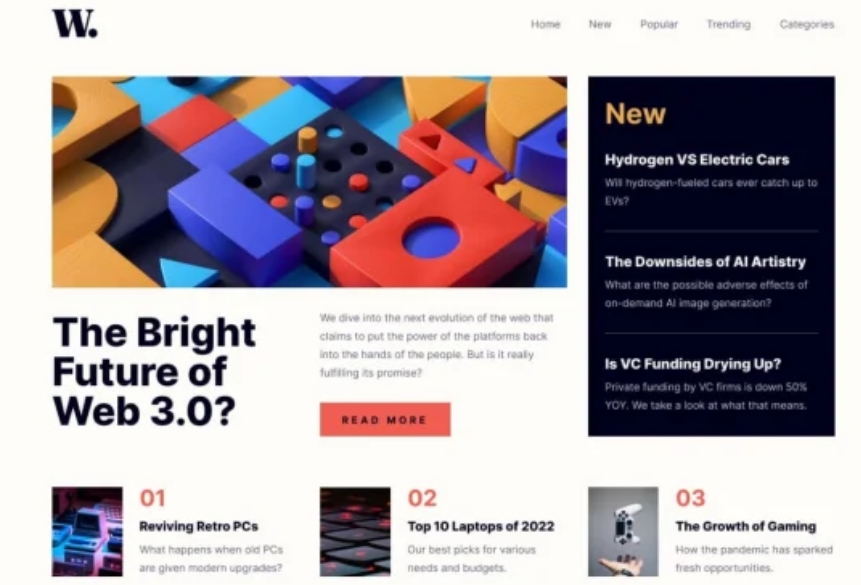 W.
Home New Popular Trending Categories
The Bright
Future of
Web 3.0?
We dive into the next evolution of the web that
claims to put the power of the platforms back
into the hands of the people. But is it really
fulfilling its promise?
READ MORE
New
Hydrogen VS Electric Cars
Will hydrogen-fueled cars ever catch up to
EVs?
The Downsides of AI Artistry
What are the possible adverse effects of
on-demand AI image generation?
Is VC Funding Drying Up?
Private funding by VC firms is down 50%
YOY. We take a look at what that means.
01
Reviving Retro PCs
What happens when old PCs
are given modern upgrades?
02
Top 10 Laptops of 2022
Our best picks for various
needs and budgets.
03
The Growth of Gaming
How the pandemic has sparked
fresh opportunities.